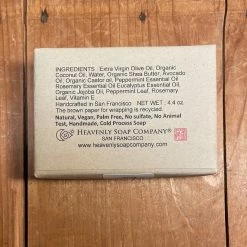 INGREDIENTS: Extra Virgin Olive Oil, Organic
Coconut Oil, Water, Organic Shea Butter, Avocado
Oil, Organic Castor oil, Peppermint Essential Oil
Rosemary Essential Oil Eucalyptus Essential Oil,
Organic Jojoba Oil, Peppermint Leaf, Rosemary
Leaf, Vitamin E
Handcrafted in San Francisco NET WT: 4.4 oz.
The brown paper for wrapping is recycled.
Natural, Vegan, Palm Free, No sulfate, No Animal
Test, Handmade, Cold Process Soap
HEAVENLY SOAP COMPANY®
SAN FRANCISCO
www.heavenlysoapcompany.com